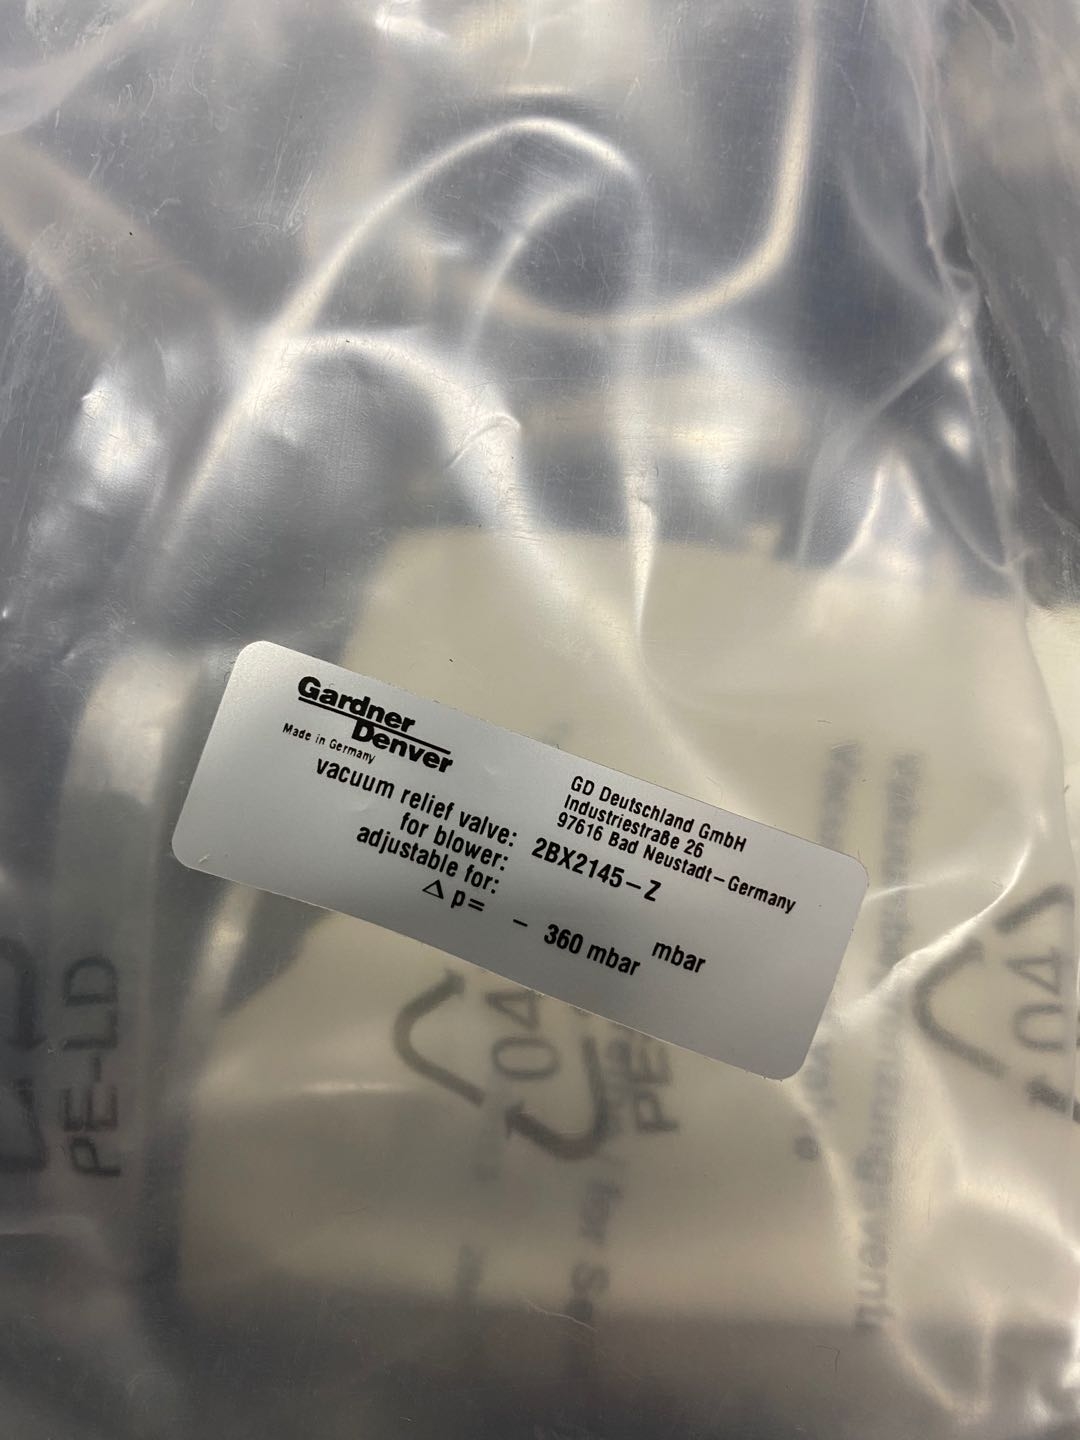 Gardner
Denver
Made in Germany
GD Deutschland GmbH
Industriestraße 26
97616 Bad Neustadt-Germany
vacuum relief valve: 2BX2145-Z
for blower:
adjustable for: mbar
Δ p= - 360 mbar
PE-LD
04
PE
04